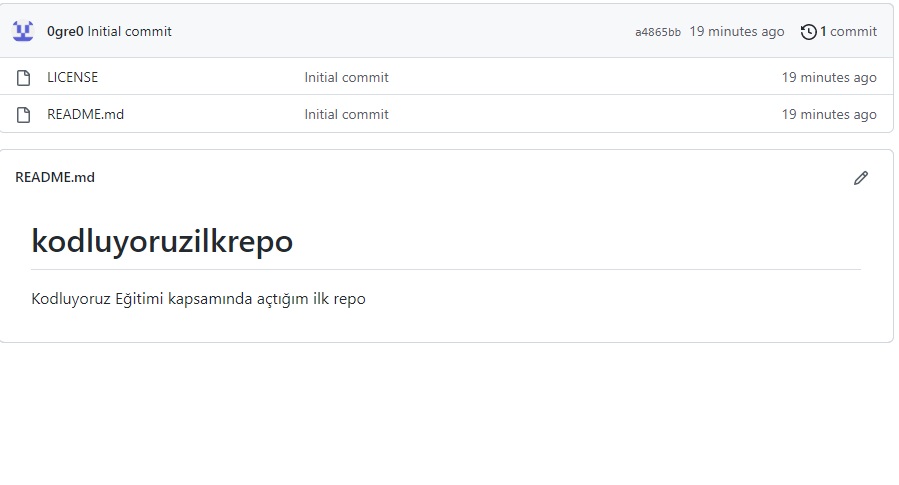 0gre0 Initial commit a4865bb 19 minutes ago 1 commit
LICENSE Initial commit 19 minutes ago
README.md Initial commit 19 minutes ago
README.md
kodluyoruzilkrepo
Kodluyoruz Eğitimi kapsamında açtığım ilk repo